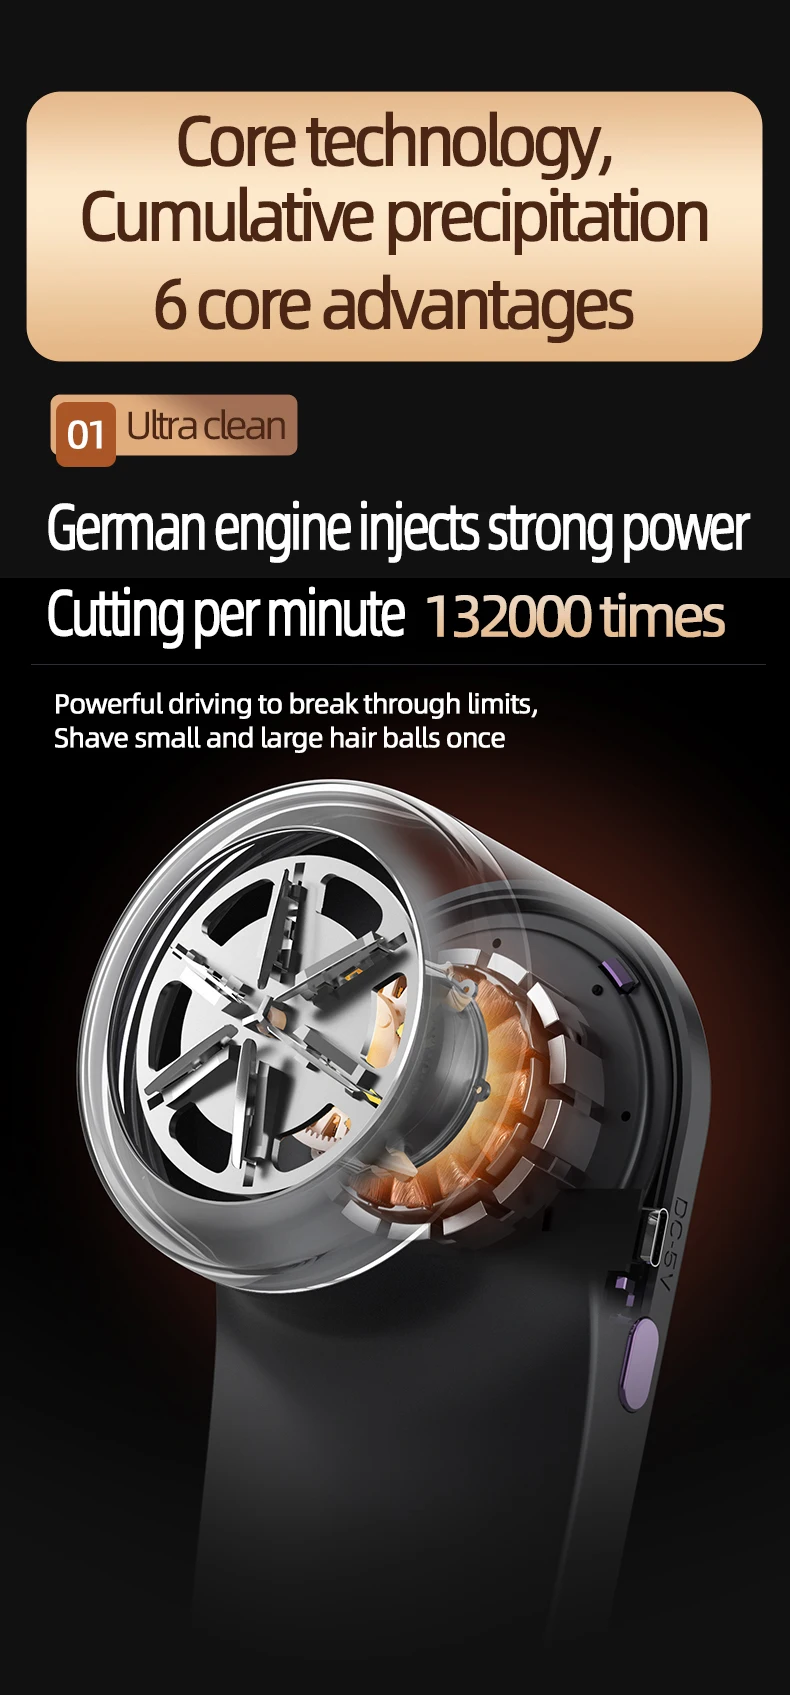 Core technology,
Cumulative precipitation
6 core advantages
01 Ultra clean
German engine injects strong power
Cutting per minute 132000 times
Powerful driving to break through limits,
Shave small and large hair balls once
DC-5V